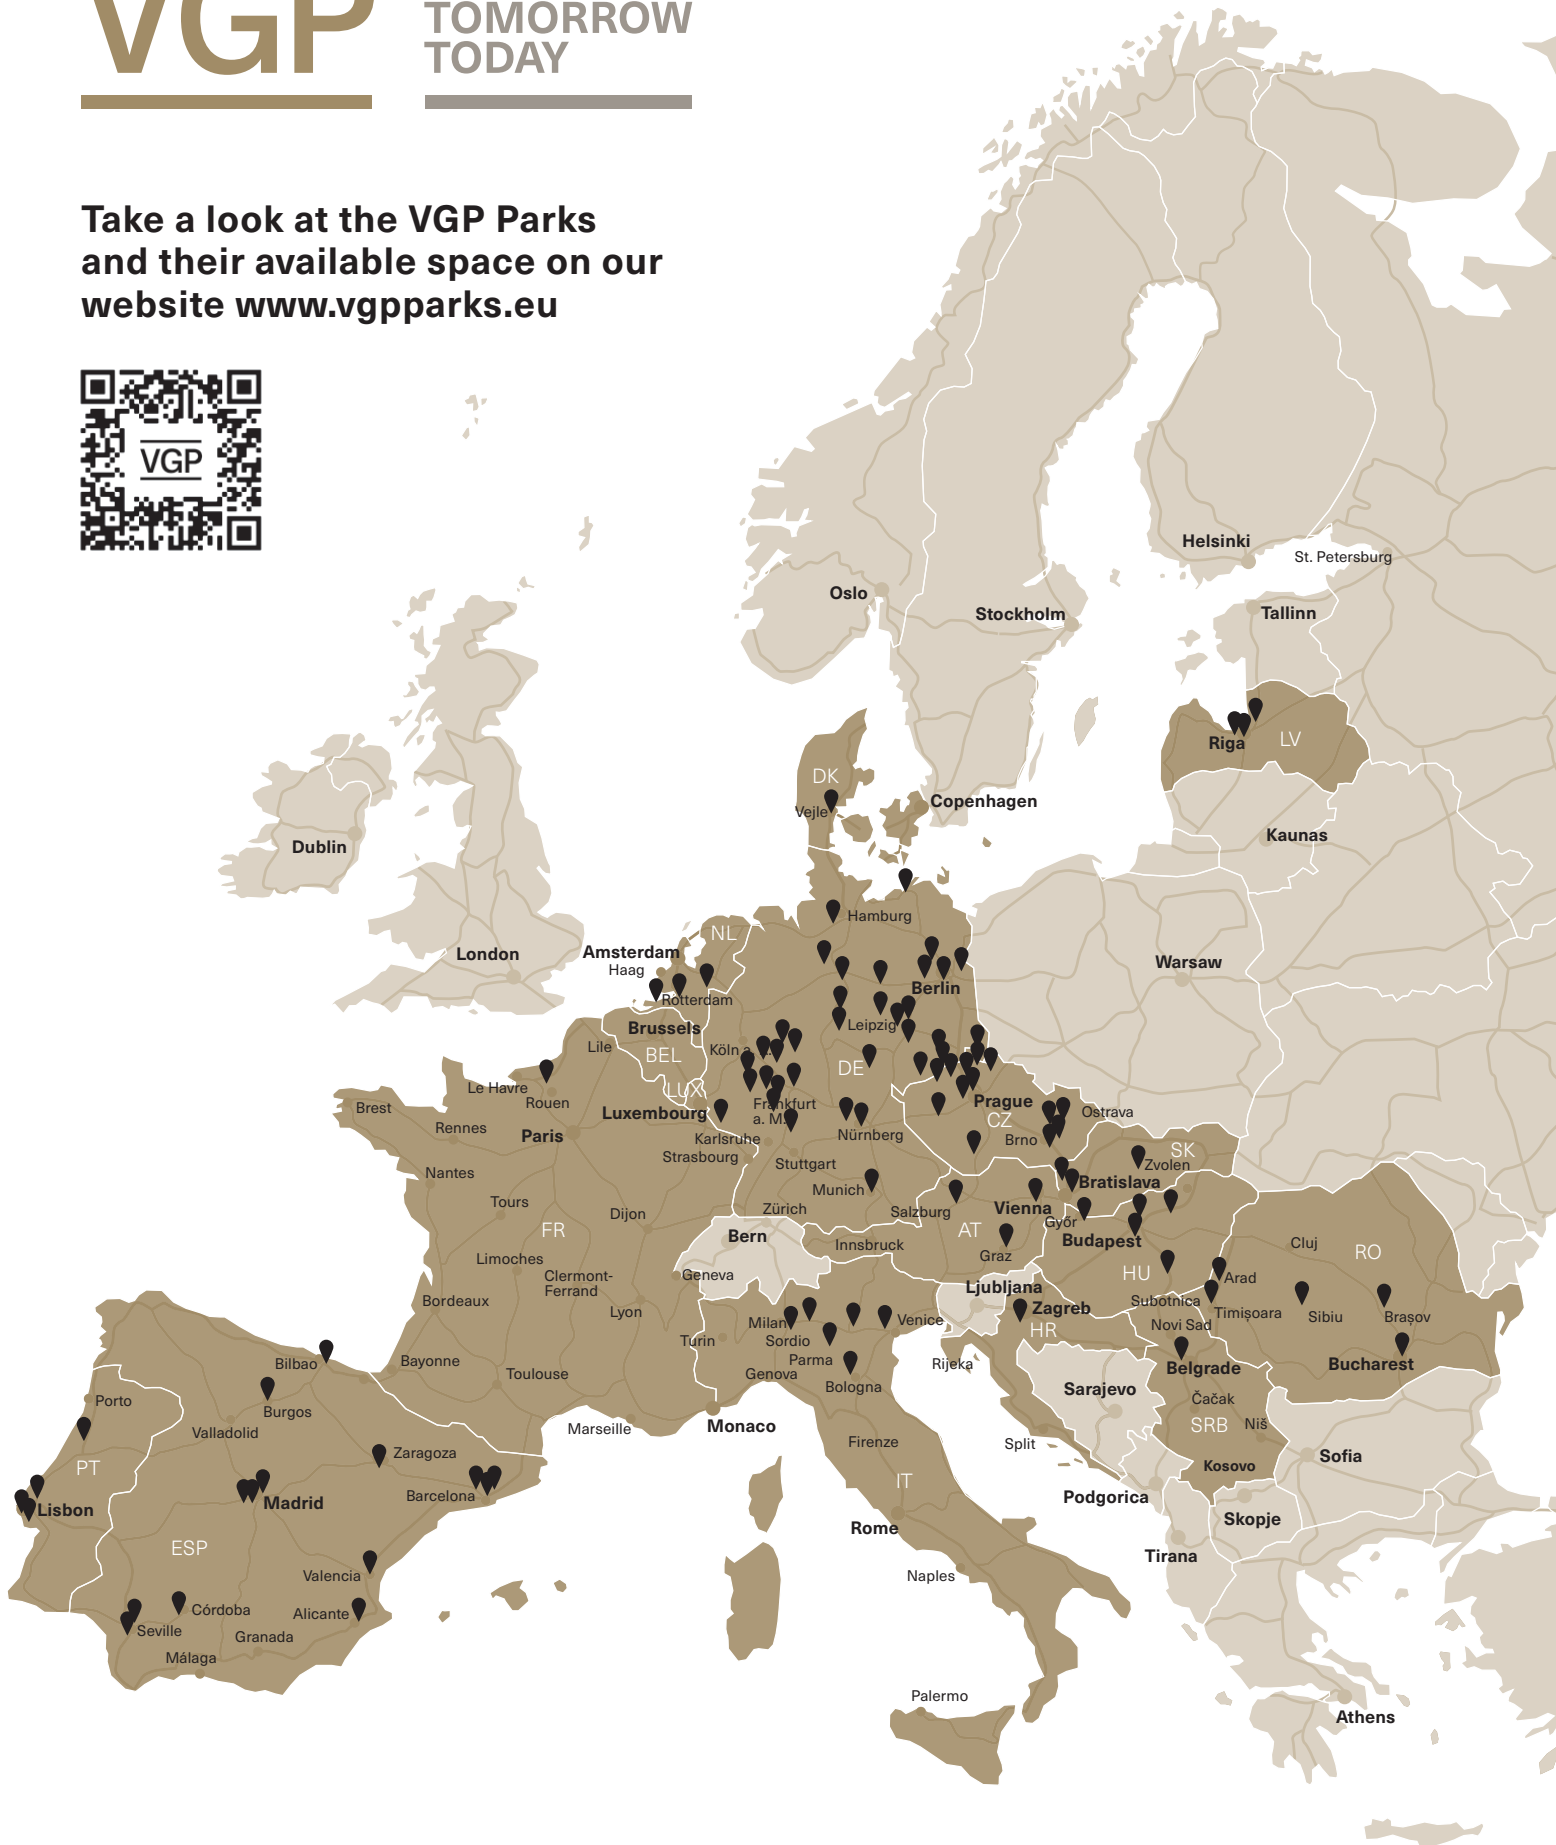 VGP
TOMORROW
TODAY
Take a look at the VGP Parks
and their available space on our
website www.vgpparks.eu
VGP
Helsinki
St. Petersburg
Oslo
Stockholm
Tallinn
Riga
LV
DK
Vejle
Copenhagen
Kaunas
Dublin
Hamburg
NL
London
Amsterdam
Haag
Warsaw
Berlin
Rotterdam
Brussels
Leipzig
Lile
BEL
Köln a.
DE
Le Havre
Rouen
LUX
Luxembourg
Frankfurt
a. M.
Prague
CZ
Ostrava
Brest
Rennes
Paris
Karlsruhe
Nürnberg
Brno
Strasbourg
Stuttgart
SK
Zvolen
Nantes
Munich
Bratislava
Tours
Dijon
Zürich
Salzburg
Vienna
Győr
FR
Bern
Innsbruck
AT
Budapest
Cluj
RO
Limoches
Graz
Clermont-
Ferrand
Geneva
HU
Arad
Bordeaux
Lyon
Ljubljana
Zagreb
Subotnica
Timișoara
Sibiu
Brașov
Milan
Venice
Novi Sad
Turin
Sordio
HR
Bilbao
Bayonne
Parma
Rijeka
Belgrade
Bucharest
Toulouse
Genova
Bologna
Sarajevo
Čačak
Porto
Burgos
Valladolid
Marseille
Monaco
SRB
Niš
Zaragoza
Firenze
Split
Sofia
PT
Kosovo
Barcelona
IT
Podgorica
Lisbon
Madrid
Rome
Skopje
ESP
Tirana
Valencia
Naples
Córdoba
Alicante
Seville
Granada
Málaga
Palermo
Athens